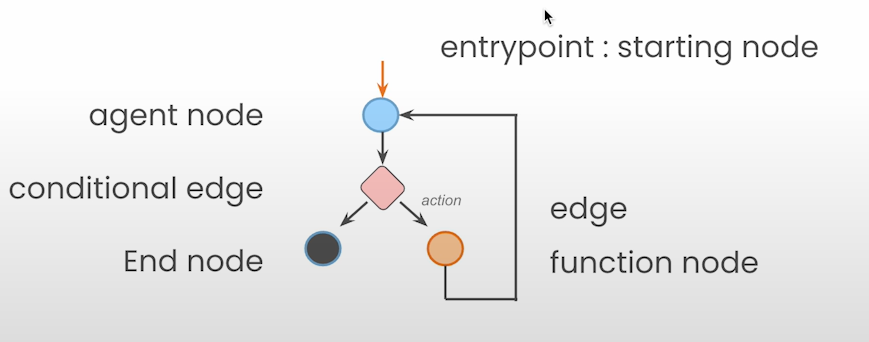 entrypoint : starting node
agent node
conditional edge
action
edge
End node
function node